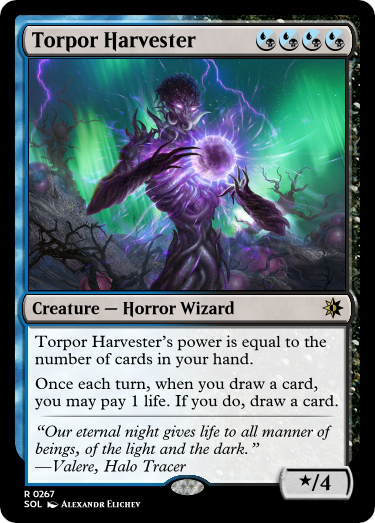 Torpor Harvester
Creature — Horror Wizard
Torpor Harvester's power is equal to the
number of cards in your hand.
Once each turn, when you draw a card,
you may pay 1 life. If you do, draw a card.
“Our eternal night gives life to all manner of
beings, of the light and the dark.”
—Valere, Halo Tracer
★/4
R 0267
SOL Alexandr Elichev